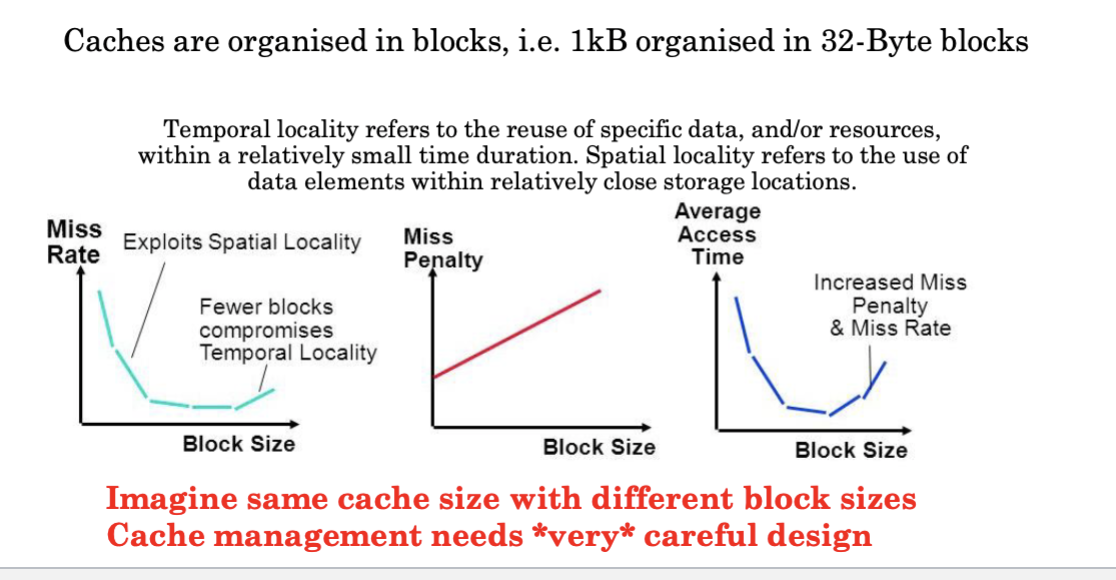 Caches are organised in blocks, i.e. 1kB organised in 32-Byte blocks
Temporal locality refers to the reuse of specific data, and/or resources,
within a relatively small time duration. Spatial locality refers to the use of
data elements within relatively close storage locations.
Miss
Rate
Exploits Spatial Locality
Fewer blocks
compromises
Temporal Locality
Block Size
Miss
Penalty
Block Size
Average
Access
Time
Increased Miss
Penalty
& Miss Rate
Block Size
Imagine same cache size with different block sizes
Cache management needs *very* careful design